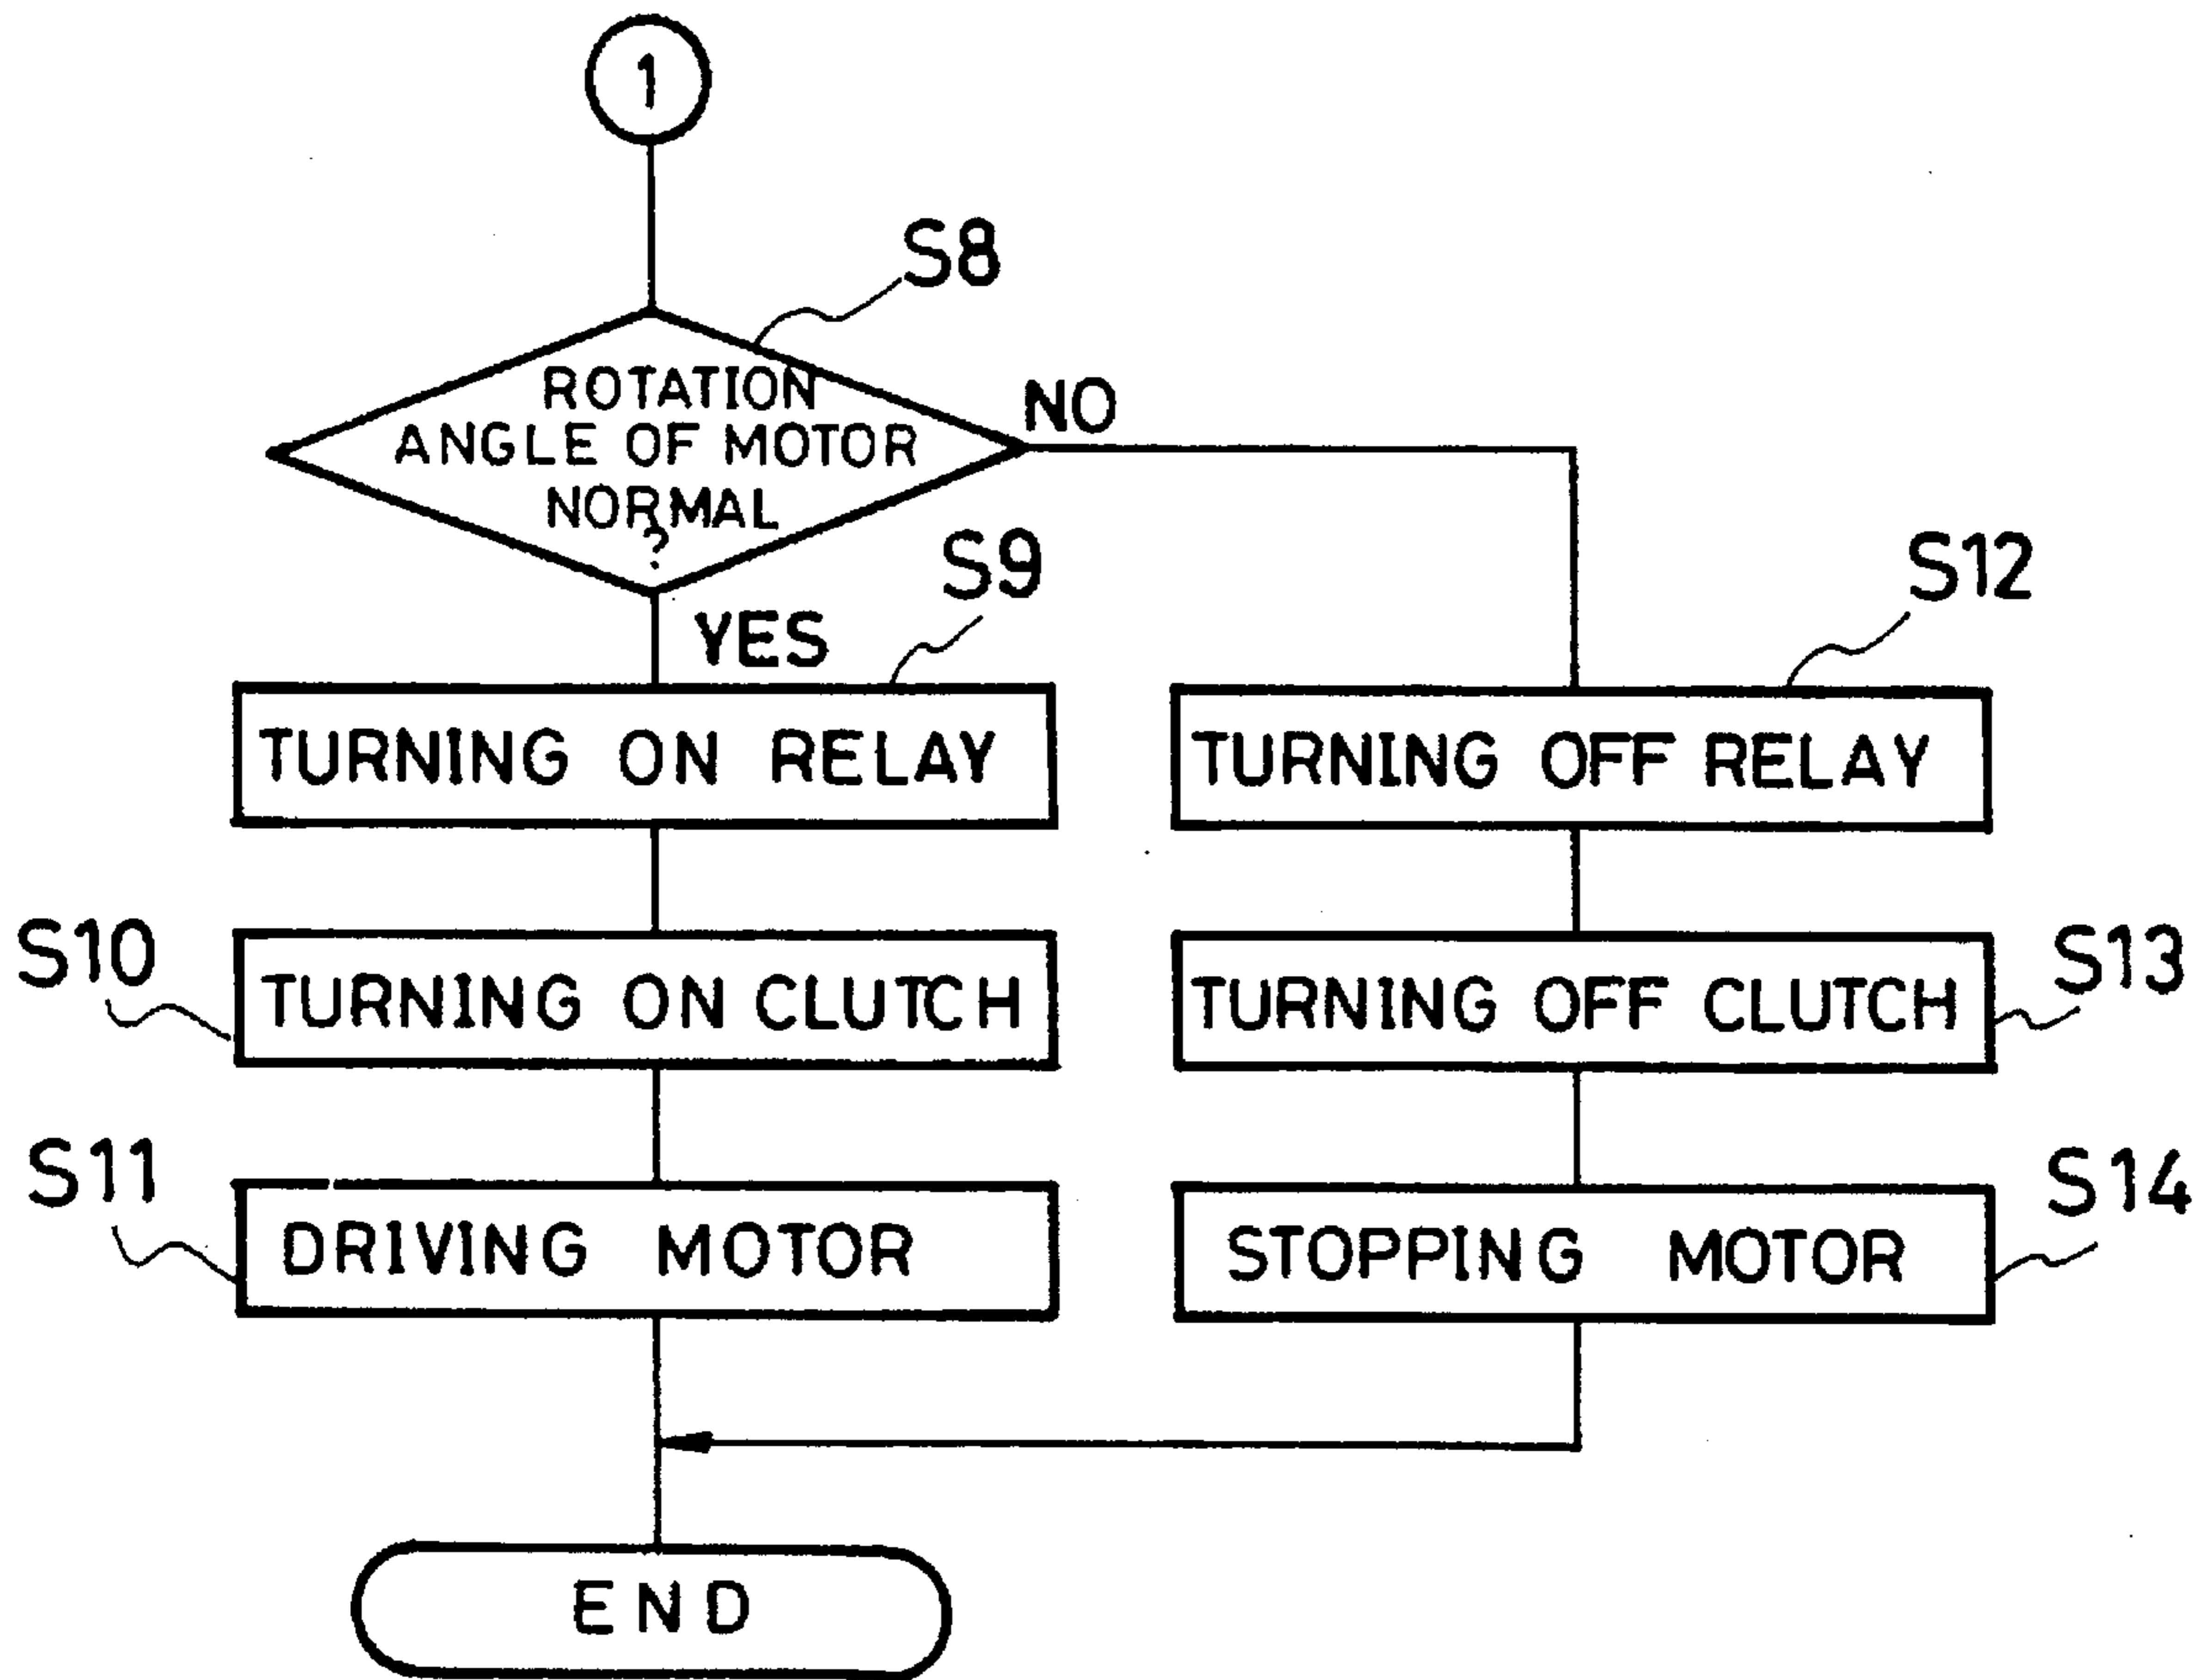 1
S8
ROTATION
ANGLE OF MOTOR
NORMAL
?
NO
YES
S9
TURNING ON RELAY
S12
TURNING OFF RELAY
S10
TURNING ON CLUTCH
S13
TURNING OFF CLUTCH
S11
DRIVING MOTOR
S14
STOPPING MOTOR
END